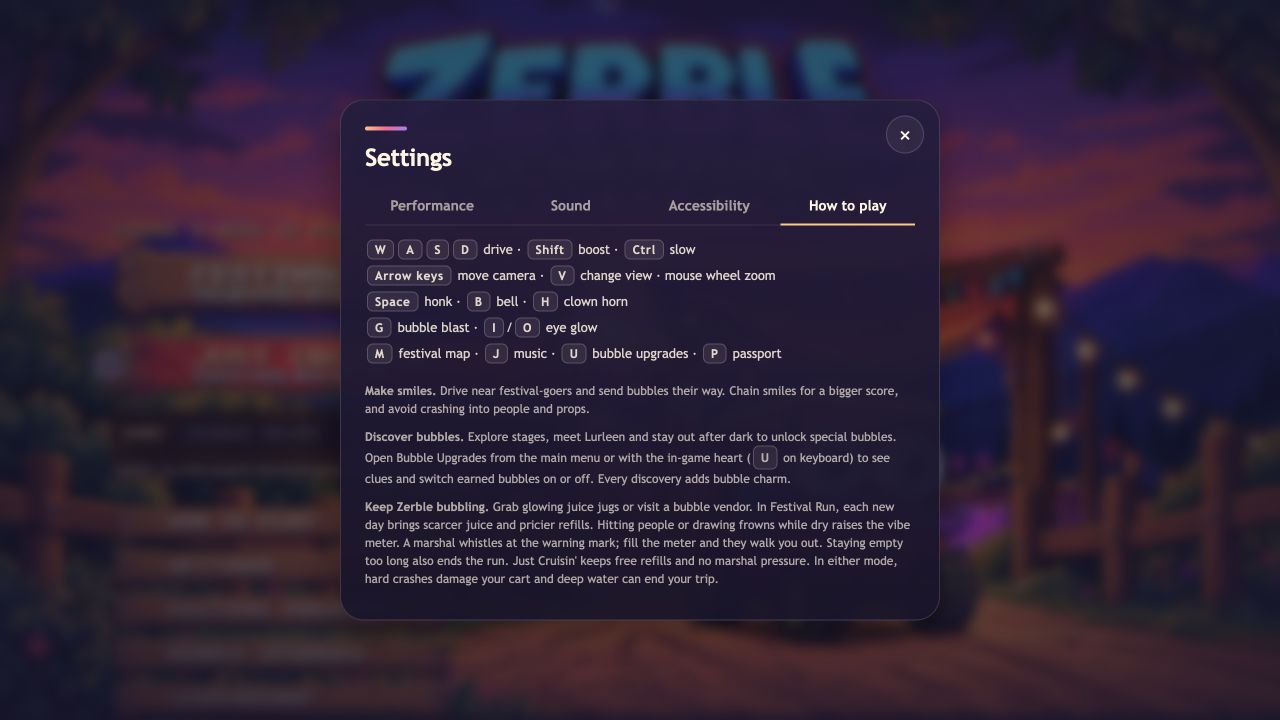 ZERBLE
Settings
×
Performance Sound Accessibility How to play
W A S D drive · Shift boost · Ctrl slow
Arrow keys move camera · V change view · mouse wheel zoom
Space honk · B bell · H clown horn
G bubble blast · I / O eye glow
M festival map · J music · U bubble upgrades · P passport
Make smiles. Drive near festival-goers and send bubbles their way. Chain smiles for a bigger score,
and avoid crashing into people and props.
Discover bubbles. Explore stages, meet Lurleen and stay out after dark to unlock special bubbles.
Open Bubble Upgrades from the main menu or with the in-game heart ( U on keyboard) to see
clues and switch earned bubbles on or off. Every discovery adds bubble charm.
Keep Zerble bubbling. Grab glowing juice jugs or visit a bubble vendor. In Festival Run, each new
day brings scarcer juice and pricier refills. Hitting people or drawing frowns while dry raises the vibe
meter. A marshal whistles at the warning mark; fill the meter and they walk you out. Staying empty
too long also ends the run. Just Cruisin' keeps free refills and no marshal pressure. In either mode,
hard crashes damage your cart and deep water can end your trip.